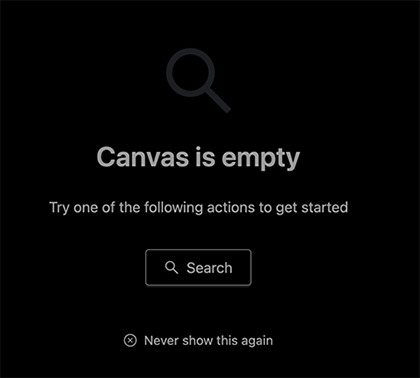 Canvas is empty
Try one of the following actions to get started
Search
Never show this again